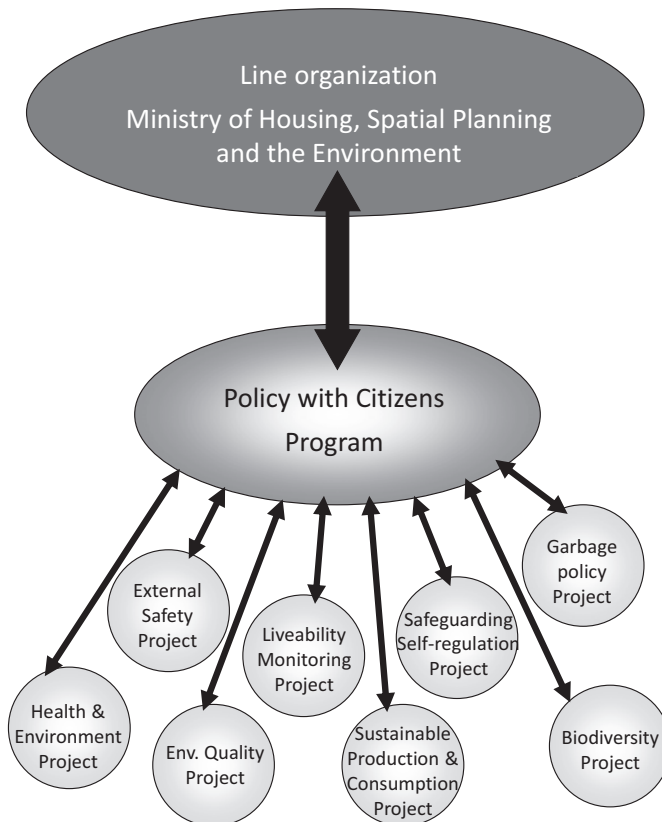 Line organization
Ministry of Housing, Spatial Planning
and the Environment
Policy with Citizens
Program
Health &
Environment
Project
External
Safety
Project
Env. Quality
Project
Liveability
Monitoring
Project
Sustainable
Production &
Consumption
Project
Safeguarding
Self-regulation
Project
Biodiversity
Project
Garbage
policy
Project